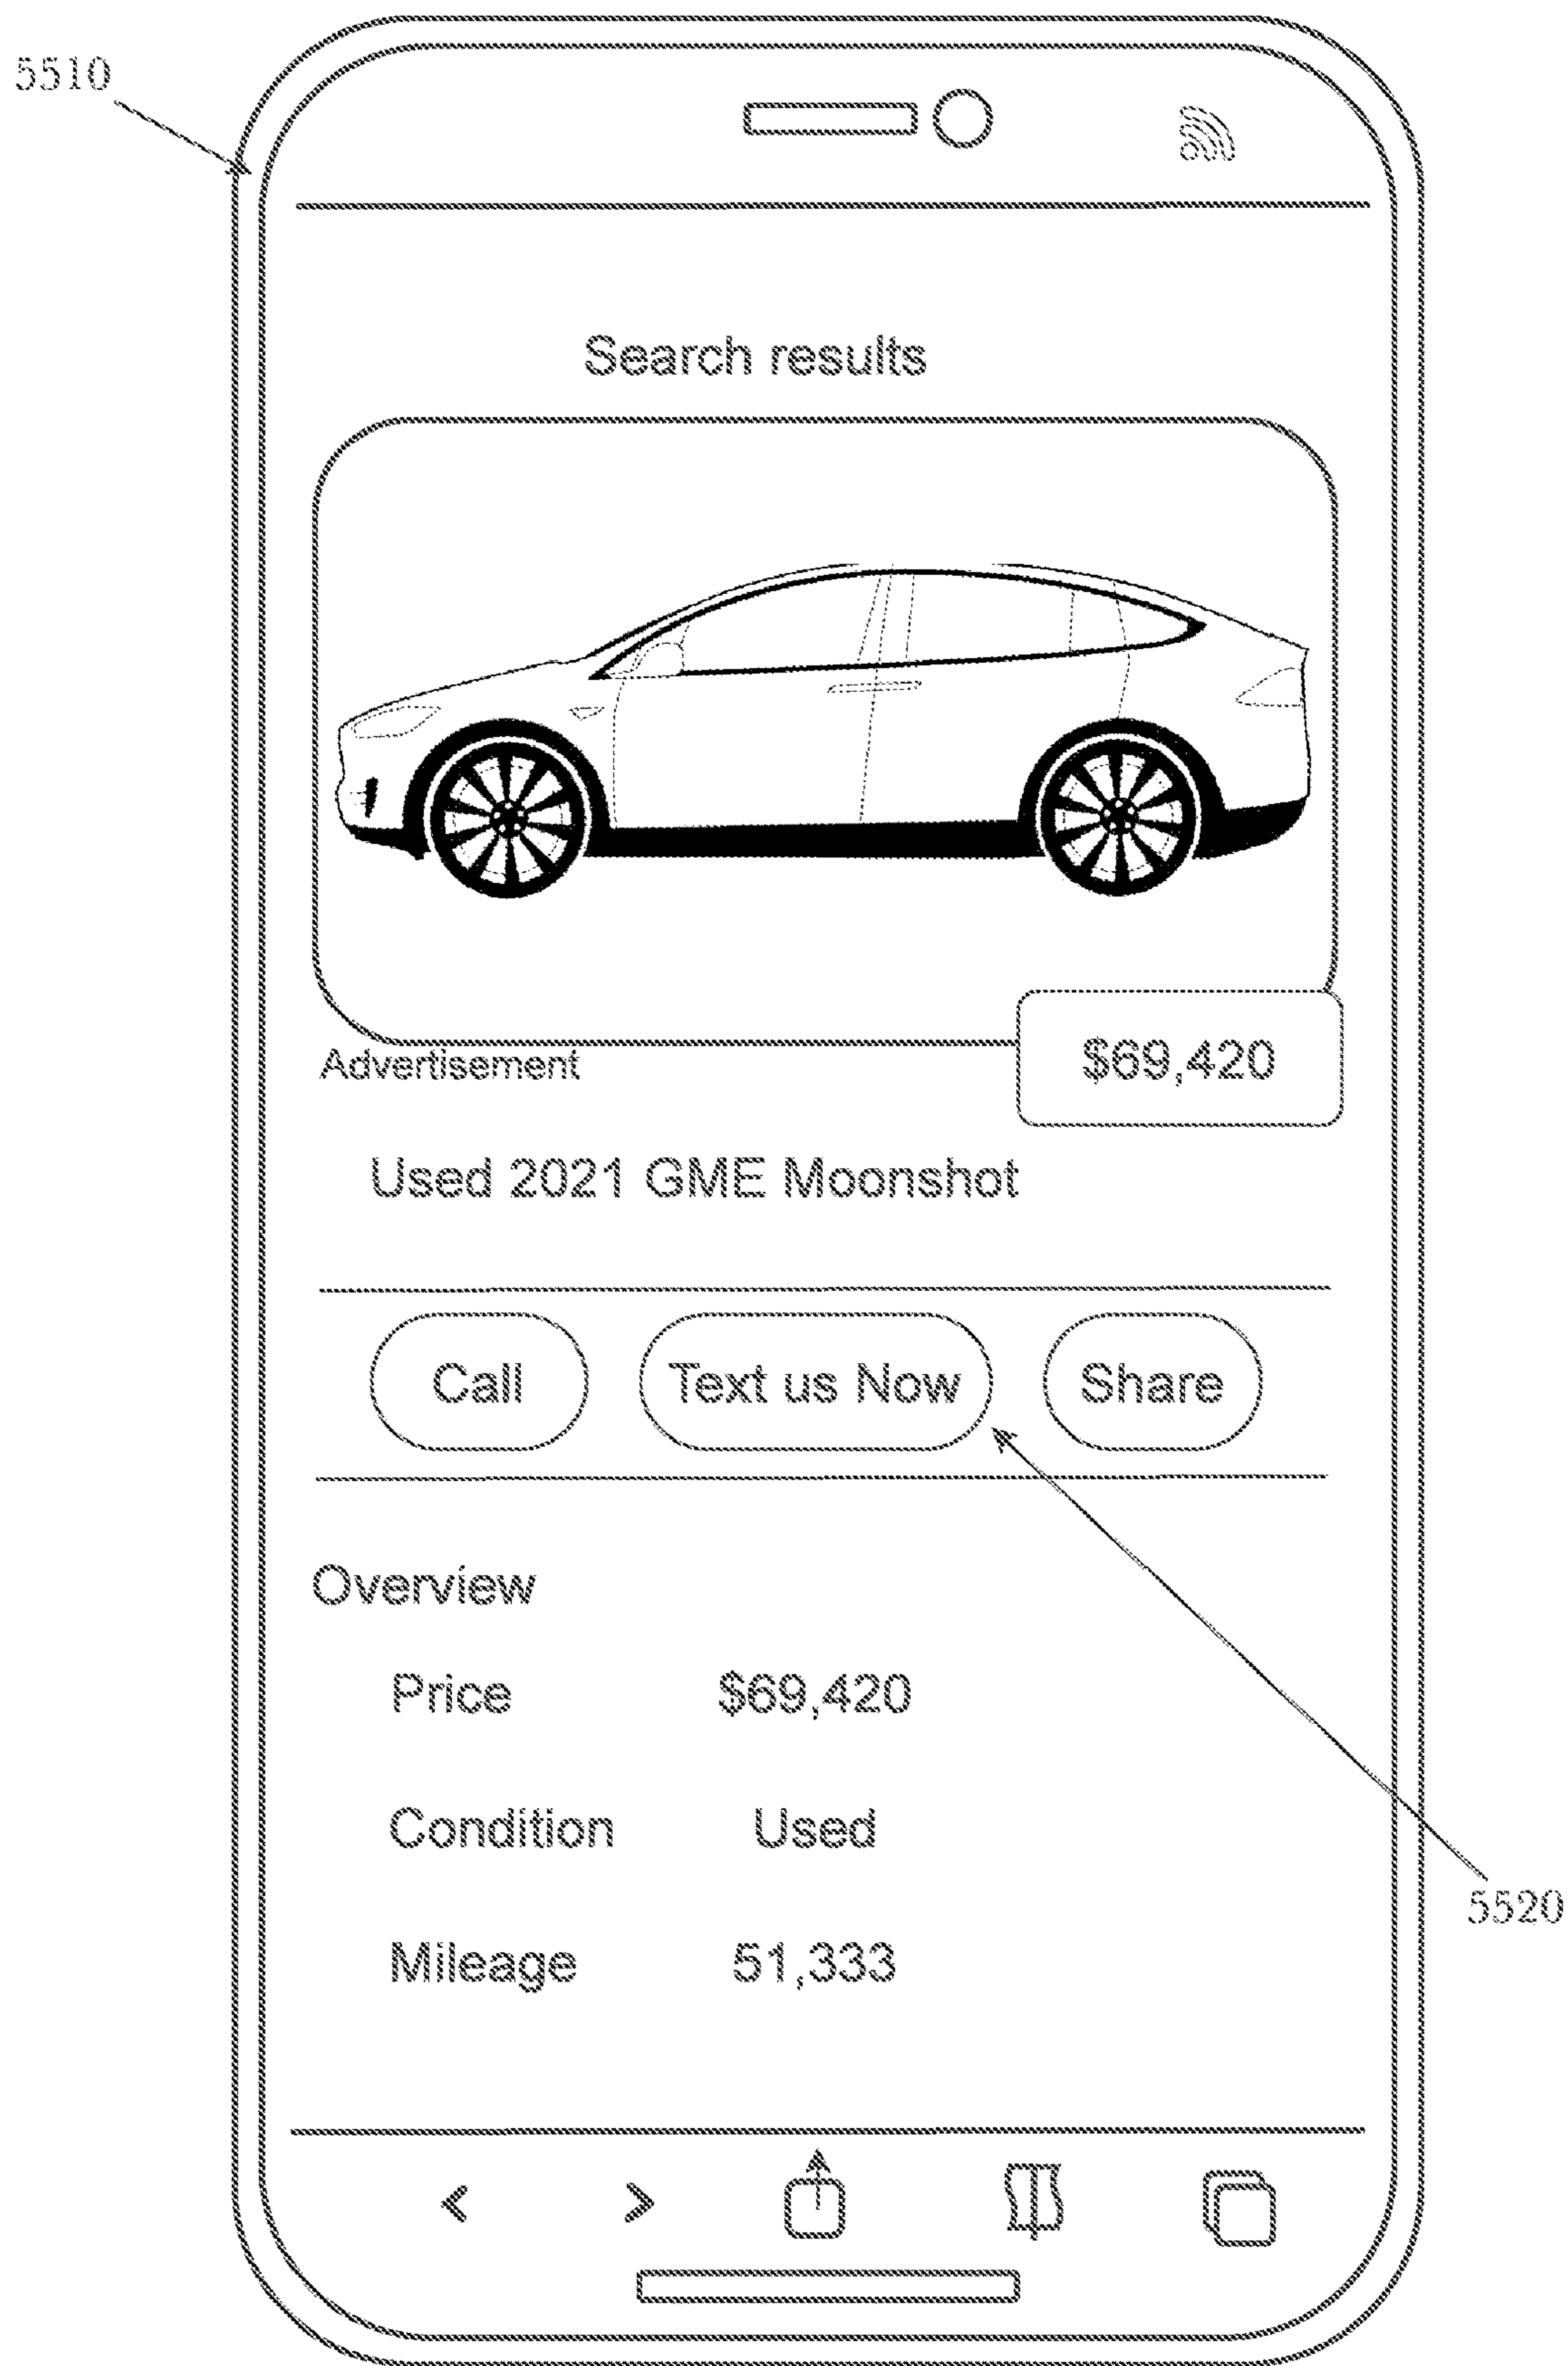 5510
Search results
Advertisement
$69,420
Used 2021 GME Moonshot
Call Text us Now Share
Overview
Price $69,420
Condition Used
5520
Mileage 51,333